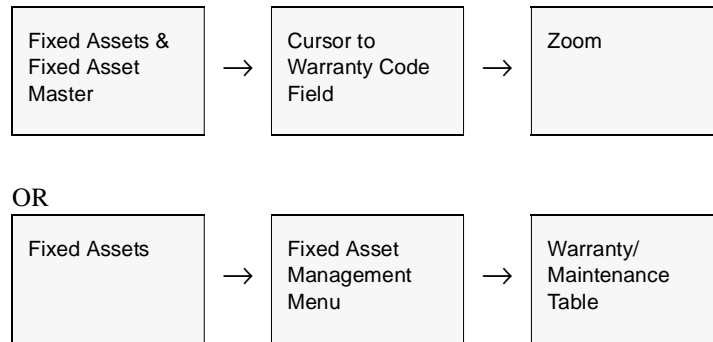 Fixed Assets &
Fixed Asset
Master
→
Cursor to
Warranty Code
Field
→
Zoom
OR
Fixed Assets
→
Fixed Asset
Management
Menu
→
Warranty/
Maintenance
Table